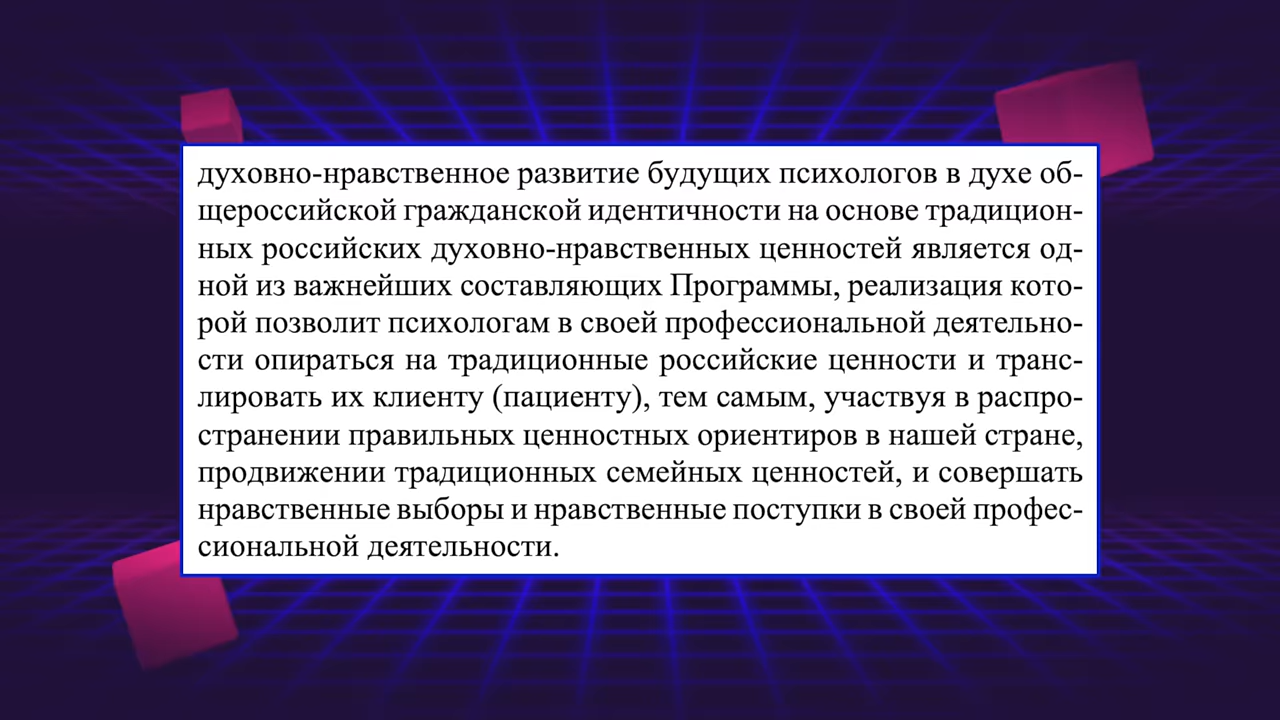 духовно-нравственное развитие будущих психологов в духе об-
щероссийской гражданской идентичности на основе традицион-
ных российских духовно-нравственных ценностей является од-
ной из важнейших составляющих Программы, реализация кото-
рой позволит психологам в своей профессиональной деятельно-
сти опираться на традиционные российские ценности и транс-
лировать их клиенту (пациенту), тем самым, участвуя в распро-
странении правильных ценностных ориентиров в нашей стране,
продвижении традиционных семейных ценностей, и совершать
нравственные выборы и нравственные поступки в своей профес-
сиональной деятельности.